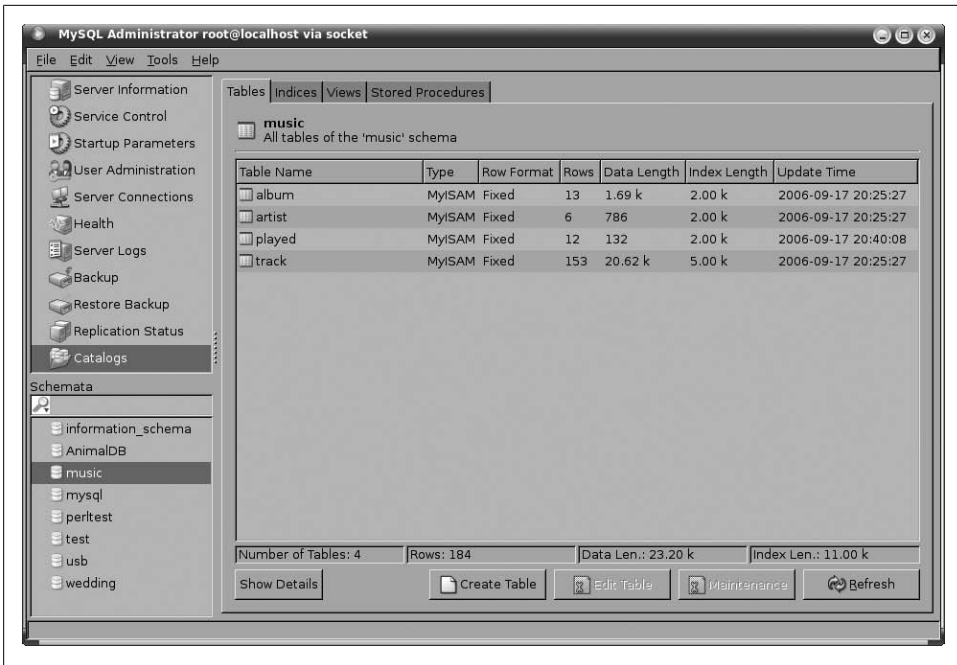 MySQL Administrator root@localhost via socket
File Edit View Tools Help
Server Information
Service Control
Startup Parameters
User Administration
Server Connections
Health
Server Logs
Backup
Restore Backup
Replication Status
Catalogs
Schemata
information_schema
AnimalDB
music
mysql
perltest
test
usb
wedding
Tables Indices Views Stored Procedures
music
All tables of the 'music' schema
Table Name Type Row Format Rows Data Length Index Length Update Time
album MyISAM Fixed 13 1.69 k 2.00 k 2006-09-17 20:25:27
artist MyISAM Fixed 6 786 2.00 k 2006-09-17 20:25:27
played MyISAM Fixed 12 132 2.00 k 2006-09-17 20:40:08
track MyISAM Fixed 153 20.62 k 5.00 k 2006-09-17 20:25:27
Number of Tables: 4 Rows: 184 Data Len.: 23.20 k Index Len.: 11.00 k
Show Details Create Table Edit Table Maintenance Refresh